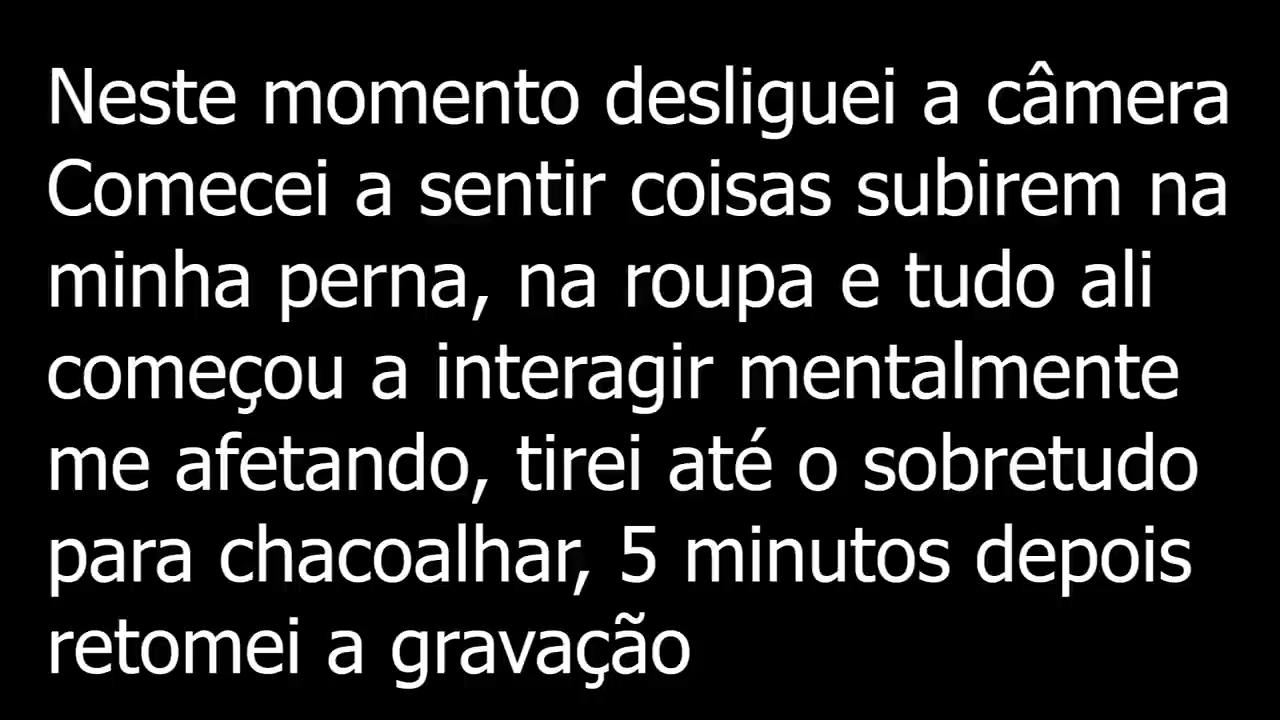 Neste momento desliguei a câmera
Comecei a sentir coisas subirem na
minha perna, na roupa e tudo ali
começou a interagir mentalmente
me afetando, tirei até o sobretudo
para chacoalhar, 5 minutos depois
retomei a gravação